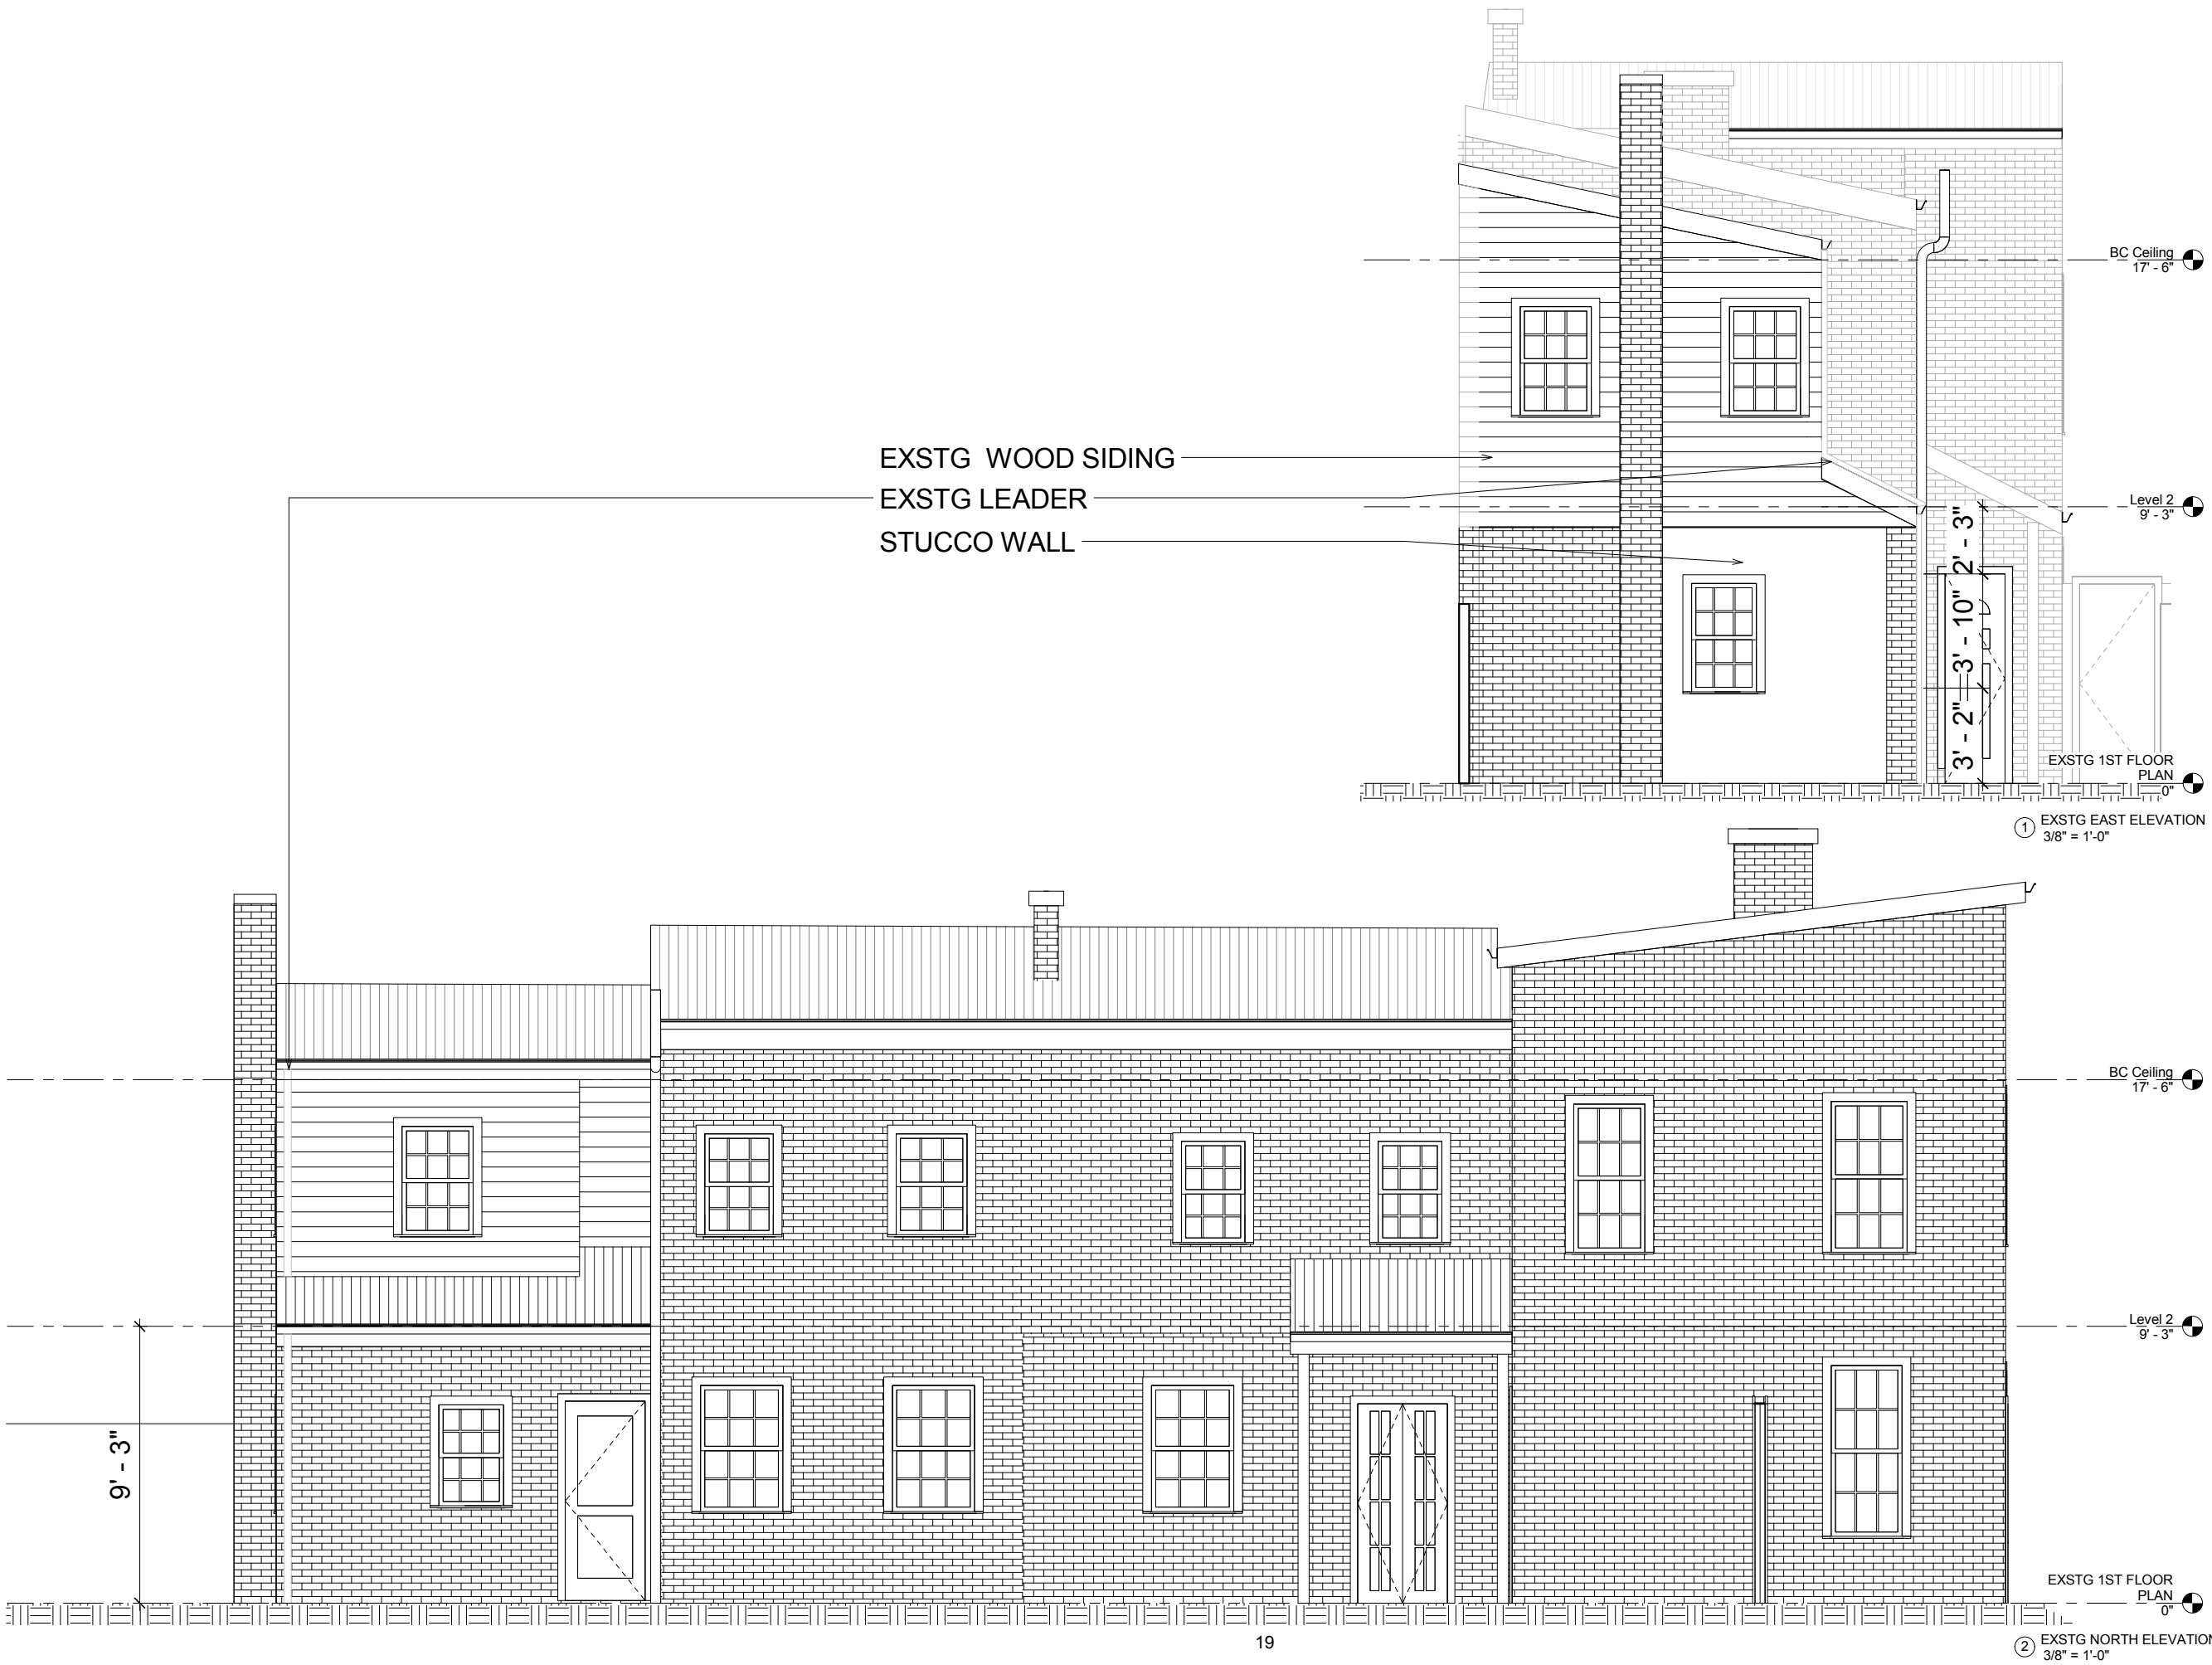 BC Ceiling
17' - 6"
EXSTG  WOOD SIDING
EXSTG LEADER
STUCCO WALL
Level 2
9' - 3"
2' - 3"
3' - 10"
3' - 2"
EXSTG 1ST FLOOR
PLAN
0"
1 EXSTG EAST ELEVATION
3/8" = 1'-0"
BC Ceiling
17' - 6"
Level 2
9' - 3"
9' - 3"
EXSTG 1ST FLOOR
PLAN
0"
19
2 EXSTG NORTH ELEVATION
3/8" = 1'-0"